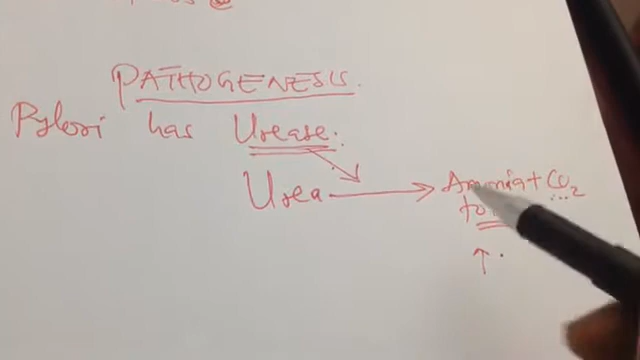 PATHOGENESIS.
Pylori has Urease.
Urea → Ammonia + CO2
↑